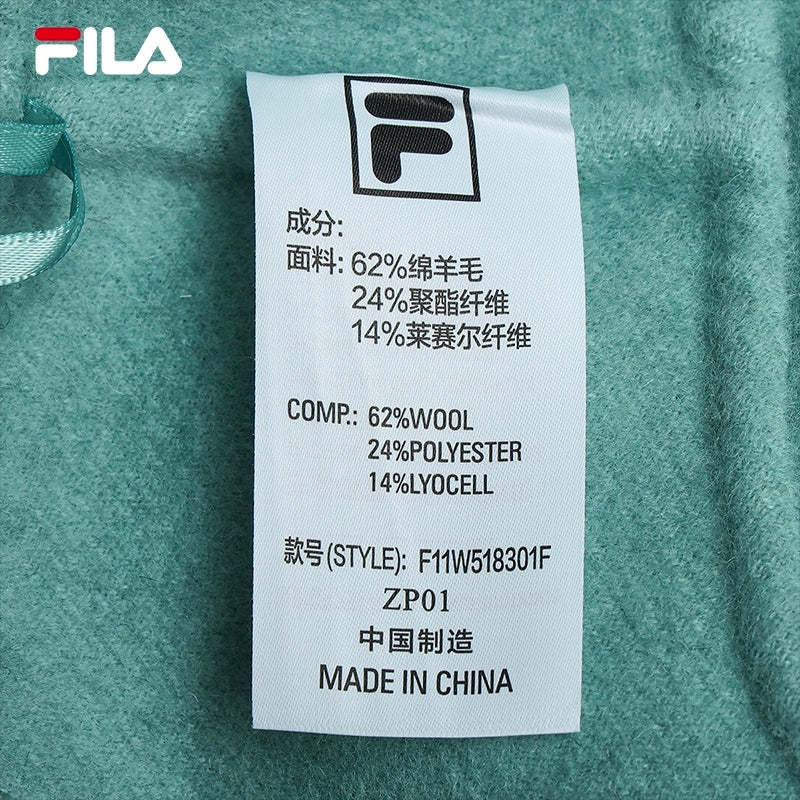 FILA
F
成分:
面料: 62%绵羊毛
24%聚酯纤维
14%莱赛尔纤维
COMP.: 62%WOOL
24%POLYESTER
14%LYOCELL
款号(STYLE): F11W518301F
ZP01
中国制造
MADE IN CHINA